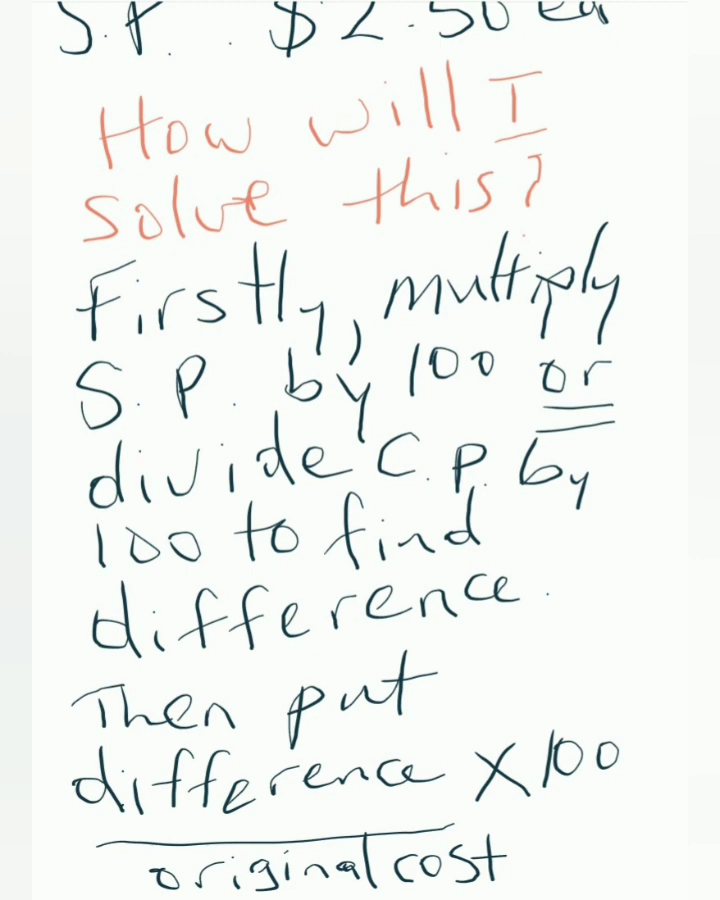 S.P. $2.50 ea
How will I
solve this?
Firstly, multiply
S.P. by 100 or
divide C.P. by
100 to find
difference.
Then put
difference X 100
original cost